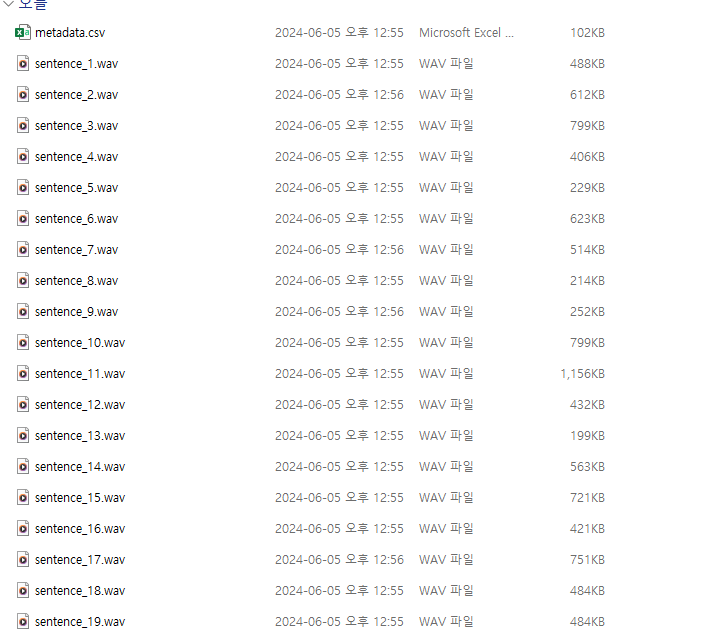 오늘
metadata.csv 2024-06-05 오후 12:55 Microsoft Excel ... 102KB
sentence_1.wav 2024-06-05 오후 12:55 WAV 파일 488KB
sentence_2.wav 2024-06-05 오후 12:56 WAV 파일 612KB
sentence_3.wav 2024-06-05 오후 12:55 WAV 파일 799KB
sentence_4.wav 2024-06-05 오후 12:55 WAV 파일 406KB
sentence_5.wav 2024-06-05 오후 12:55 WAV 파일 229KB
sentence_6.wav 2024-06-05 오후 12:55 WAV 파일 623KB
sentence_7.wav 2024-06-05 오후 12:56 WAV 파일 514KB
sentence_8.wav 2024-06-05 오후 12:55 WAV 파일 214KB
sentence_9.wav 2024-06-05 오후 12:56 WAV 파일 252KB
sentence_10.wav 2024-06-05 오후 12:55 WAV 파일 799KB
sentence_11.wav 2024-06-05 오후 12:55 WAV 파일 1,156KB
sentence_12.wav 2024-06-05 오후 12:55 WAV 파일 432KB
sentence_13.wav 2024-06-05 오후 12:55 WAV 파일 199KB
sentence_14.wav 2024-06-05 오후 12:55 WAV 파일 563KB
sentence_15.wav 2024-06-05 오후 12:55 WAV 파일 721KB
sentence_16.wav 2024-06-05 오후 12:55 WAV 파일 421KB
sentence_17.wav 2024-06-05 오후 12:56 WAV 파일 751KB
sentence_18.wav 2024-06-05 오후 12:55 WAV 파일 484KB
sentence_19.wav 2024-06-05 오후 12:55 WAV 파일 484KB